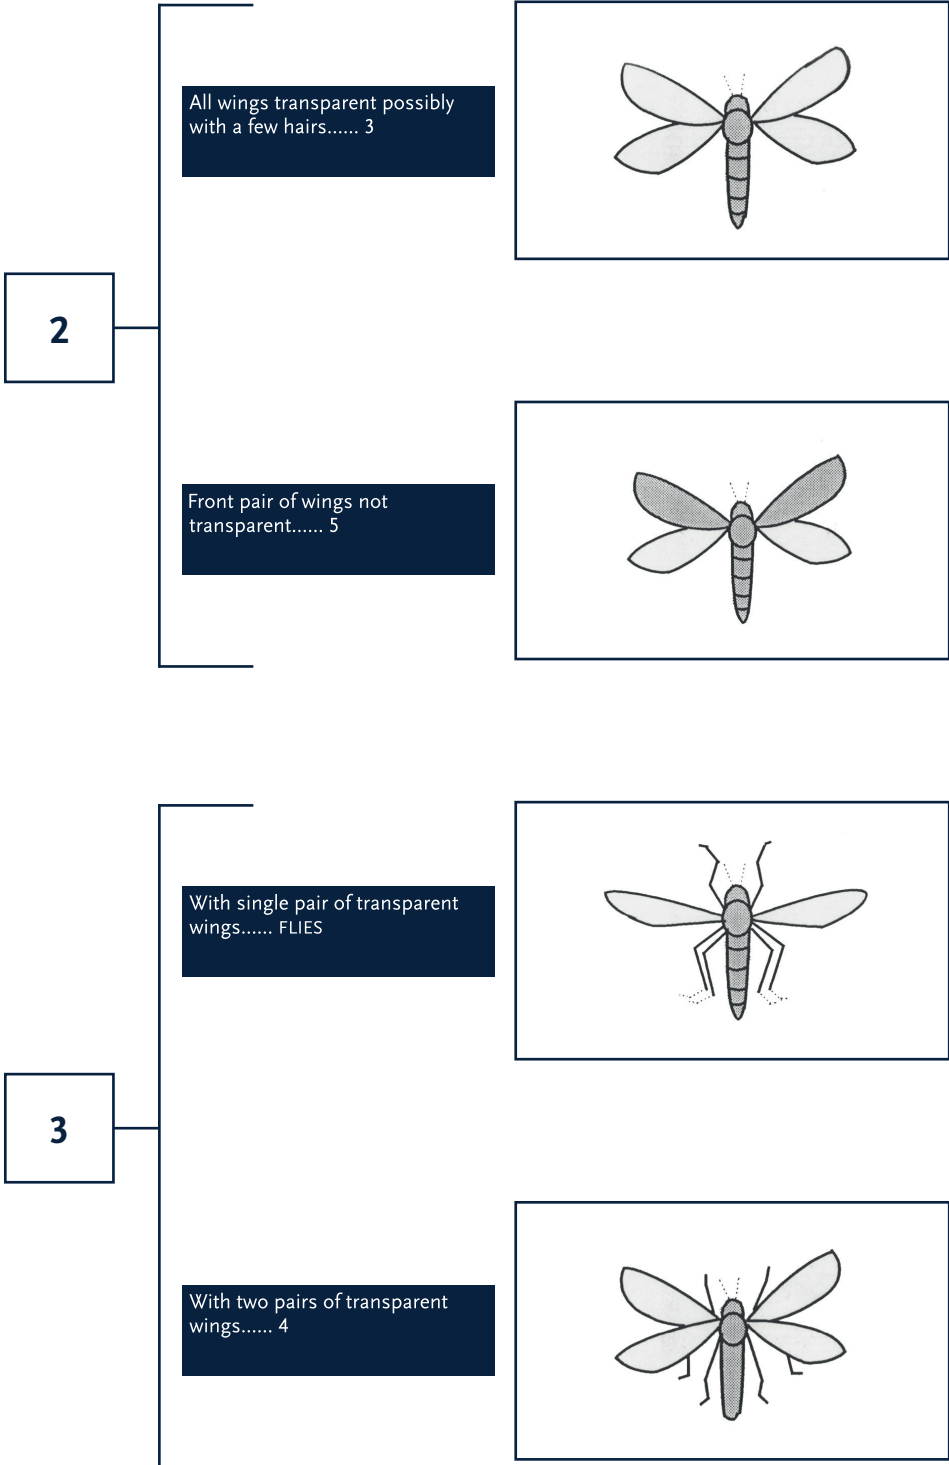 All wings transparent possibly
with a few hairs...... 3
2
Front pair of wings not
transparent...... 5
With single pair of transparent
wings...... FLIES
3
With two pairs of transparent
wings...... 4